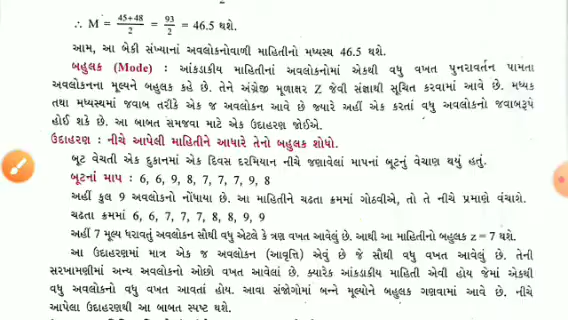 2
∴ M = 45+48/2 = 93/2 = 46.5 થશે.
આમ, આ બેકી સંખ્યાનાં અવલોકનોવાળી માહિતીનો મધ્યસ્થ 46.5 થશે.
બહુલક (Mode) : આંકડાકીય માહિતીનાં અવલોકનોમાં એકથી વધુ વખત પુનરાવર્તન પામતા
અવલોકનના મૂલ્યને બહુલક કહે છે. તેને અંગ્રેજી મૂળાક્ષર Z જેવી સંજ્ઞાથી સૂચિત કરવામાં આવે છે. મધ્યક
તથા મધ્યસ્થમાં જવાબ તરીકે એક જ અવલોકન આવે છે જ્યારે અહીં એક કરતાં વધુ અવલોકનો જવાબરૂપે
હોઈ શકે છે. આ બાબત સમજવા માટે એક ઉદાહરણ જોઈએ.
ઉદાહરણ : નીચે આપેલી માહિતીને આધારે તેનો બહુલક શોધો.
બૂટ વેચતી એક દુકાનમાં એક દિવસ દરમિયાન નીચે જણાવેલાં માપનાં બૂટનું વેચાણ થયું હતું.
બૂટનાં માપ : 6, 6, 9, 8, 7, 7, 7, 9, 8
અહીં કુલ 9 અવલોકનો નોંધાયા છે. આ માહિતીને ચઢતા ક્રમમાં ગોઠવીએ, તો તે નીચે પ્રમાણે વંચાશે.
ચઢતા ક્રમમાં 6, 6, 7, 7, 7, 8, 8, 9, 9
અહીં 7 મૂલ્ય ધરાવતું અવલોકન સૌથી વધુ એટલે કે ત્રણ વખત આવેલું છે. આથી આ માહિતીનો બહુલક z = 7 થશે.
આ ઉદાહરણમાં માત્ર એક જ અવલોકન (આવૃત્તિ) એવું છે જે સૌથી વધુ વખત આવેલું છે. તેની
સરખામણીમાં અન્ય અવલોકનો ઓછો વખત આવેલાં છે. ક્યારેક આંકડાકીય માહિતી એવી હોય જેમાં એકથી
વધુ અવલોકનો વધુ વખત આવતાં હોય. આવા સંજોગોમાં બન્ને મૂલ્યોને બહુલક ગણવામાં આવે છે. નીચે
આપેલા ઉદાહરણથી આ બાબત સ્પષ્ટ થશે.